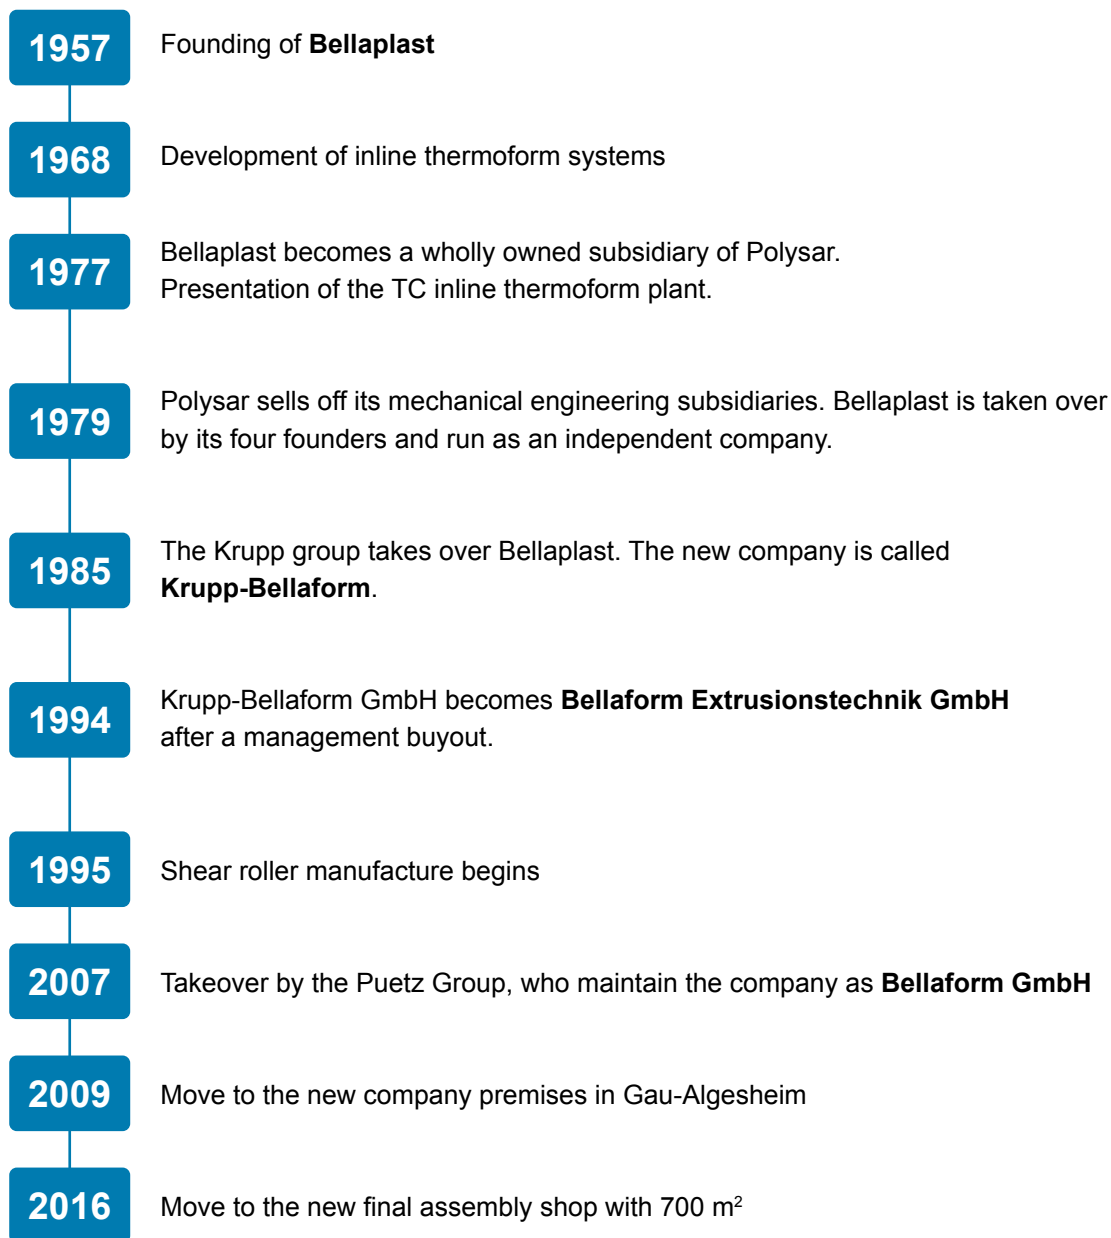 1957
Founding of Bellaplast
1968
Development of inline thermoform systems
1977
Bellaplast becomes a wholly owned subsidiary of Polysar.
Presentation of the TC inline thermoform plant.
1979
Polysar sells off its mechanical engineering subsidiaries. Bellaplast is taken over
by its four founders and run as an independent company.
1985
The Krupp group takes over Bellaplast. The new company is called
Krupp-Bellaform.
1994
Krupp-Bellaform GmbH becomes Bellaform Extrusionstechnik GmbH
after a management buyout.
1995
Shear roller manufacture begins
2007
Takeover by the Puetz Group, who maintain the company as Bellaform GmbH
2009
Move to the new company premises in Gau-Algesheim
2016
Move to the new final assembly shop with 700 m²